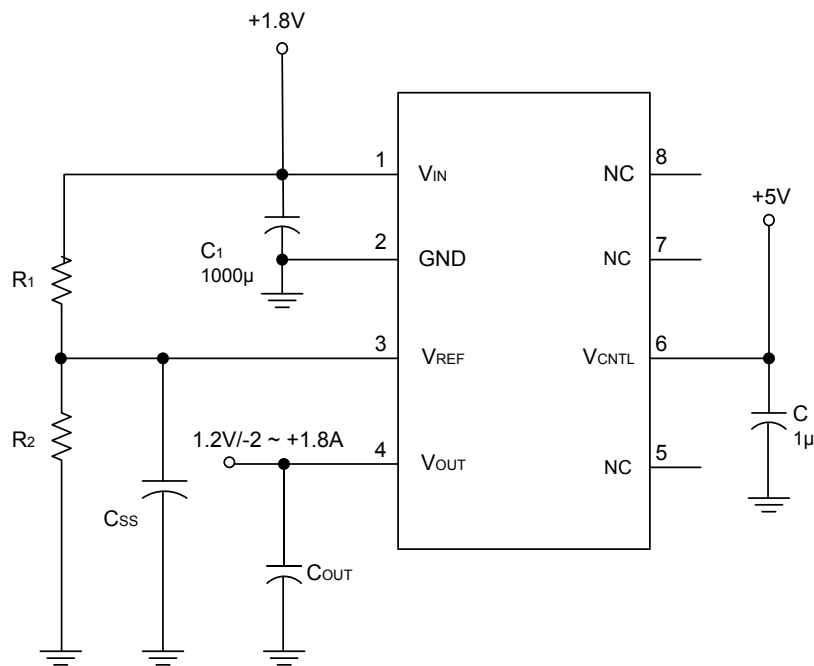 +1.8V
1
VIN
NC
8
+5V
C1
1000µ
2
GND
NC
7
R1
3
VREF
VCNTL
6
C
1µ
R2
1.2V/-2 ~ +1.8A
4
VOUT
NC
5
CSS
COUT